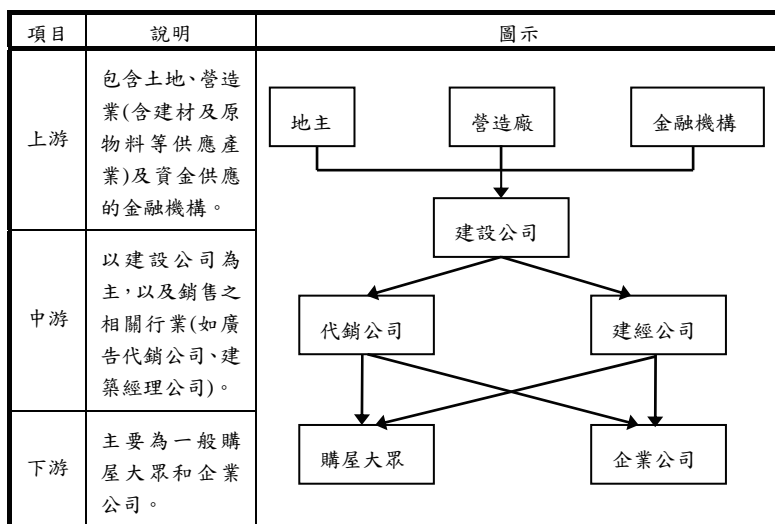 項目 說明 圖示
上游
包含土地、營造
業(含建材及原
物料等供應產
業)及資金供應
的金融機構。
地主 營造廠 金融機構
建設公司
中游
以建設公司為
主,以及銷售之
相關行業(如廣
告代銷公司、建
築經理公司)。
代銷公司 建經公司
下游
主要為一般購
屋大眾和企業
公司。
購屋大眾 企業公司